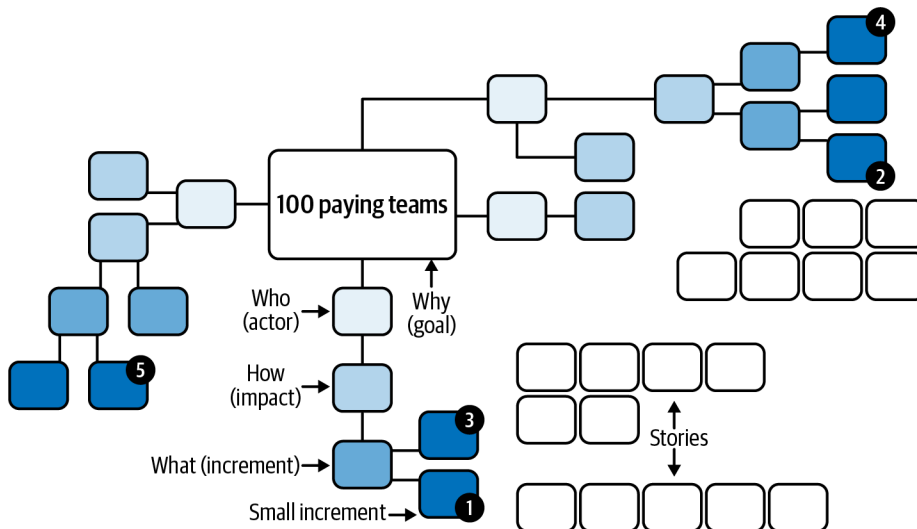 4
100 paying teams
2
Who
(actor)
Why
(goal)
5
How
(impact)
3
Stories
What (increment)
Small increment
1